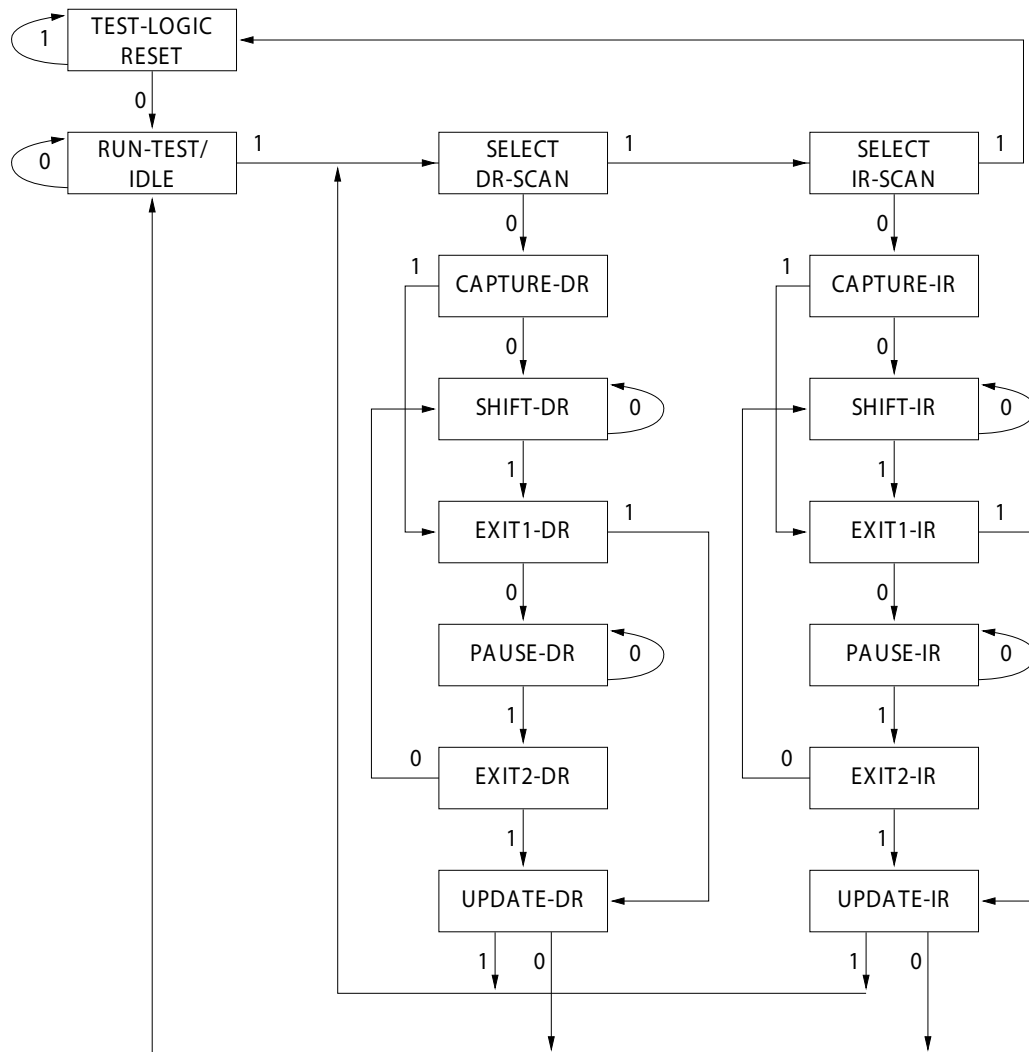 1
TEST-LOGIC
RESET
0
0
RUN-TEST/
IDLE
1
SELECT
DR-SCAN
1
SELECT
IR-SCAN
1
0
0
1
CAPTURE-DR
1
CAPTURE-IR
0
0
SHIFT-DR
0
SHIFT-IR
0
1
1
EXIT1-DR
1
EXIT1-IR
1
0
0
PAUSE-DR
0
PAUSE-IR
0
1
1
0
EXIT2-DR
0
EXIT2-IR
1
1
UPDATE-DR
UPDATE-IR
1
0
1
0